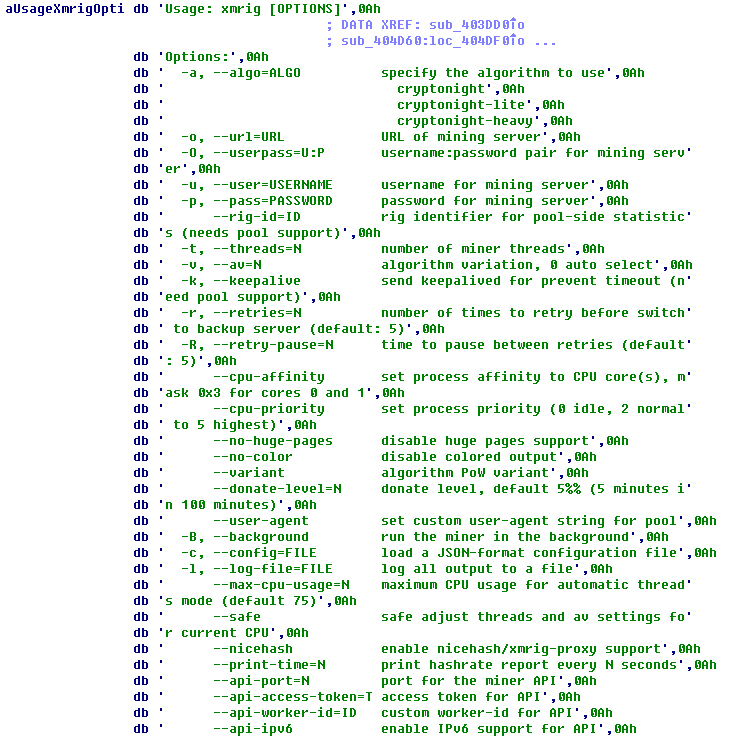 aUsageXmrigOpti db 'Usage: xmrig [OPTIONS]',0Ah
; DATA XREF: sub_403DD0↑o
; sub_404D60:loc_404DF0↑o ...
db 'Options:',0Ah
db '  -a, --algo=ALGO          specify the algorithm to use',0Ah
db '                             cryptonight',0Ah
db '                             cryptonight-lite',0Ah
db '                             cryptonight-heavy',0Ah
db '  -o, --url=URL            URL of mining server',0Ah
db '  -O, --userpass=U:P       username:password pair for mining serv'
db 'er',0Ah
db '  -u, --user=USERNAME      username for mining server',0Ah
db '  -p, --pass=PASSWORD      password for mining server',0Ah
db '      --rig-id=ID          rig identifier for pool-side statistic'
db 's (needs pool support)',0Ah
db '  -t, --threads=N          number of miner threads',0Ah
db '  -v, --av=N               algorithm variation, 0 auto select',0Ah
db '  -k, --keepalive          send keepalived for prevent timeout (n'
db 'eed pool support)',0Ah
db '  -r, --retries=N          number of times to retry before switch'
db ' to backup server (default: 5)',0Ah
db '  -R, --retry-pause=N      time to pause between retries (default'
db ': 5)',0Ah
db '      --cpu-affinity       set process affinity to CPU core(s), m'
db 'ask 0x3 for cores 0 and 1',0Ah
db '      --cpu-priority       set process priority (0 idle, 2 normal'
db ' to 5 highest)',0Ah
db '      --no-huge-pages      disable huge pages support',0Ah
db '      --no-color           disable colored output',0Ah
db '      --variant            algorithm PoW variant',0Ah
db '      --donate-level=N     donate level, default 5%% (5 minutes i'
db 'n 100 minutes)',0Ah
db '      --user-agent         set custom user-agent string for pool',0Ah
db '  -B, --background         run the miner in the background',0Ah
db '  -c, --config=FILE        load a JSON-format configuration file',0Ah
db '  -l, --log-file=FILE      log all output to a file',0Ah
db '      --max-cpu-usage=N    maximum CPU usage for automatic thread'
db 's mode (default 75)',0Ah
db '      --safe               safe adjust threads and av settings fo'
db 'r current CPU',0Ah
db '      --nicehash           enable nicehash/xmrig-proxy support',0Ah
db '      --print-time=N       print hashrate report every N seconds',0Ah
db '      --api-port=N         port for the miner API',0Ah
db '      --api-access-token=T access token for API',0Ah
db '      --api-worker-id=ID   custom worker-id for API',0Ah
db '      --api-ipv6           enable IPv6 support for API',0Ah